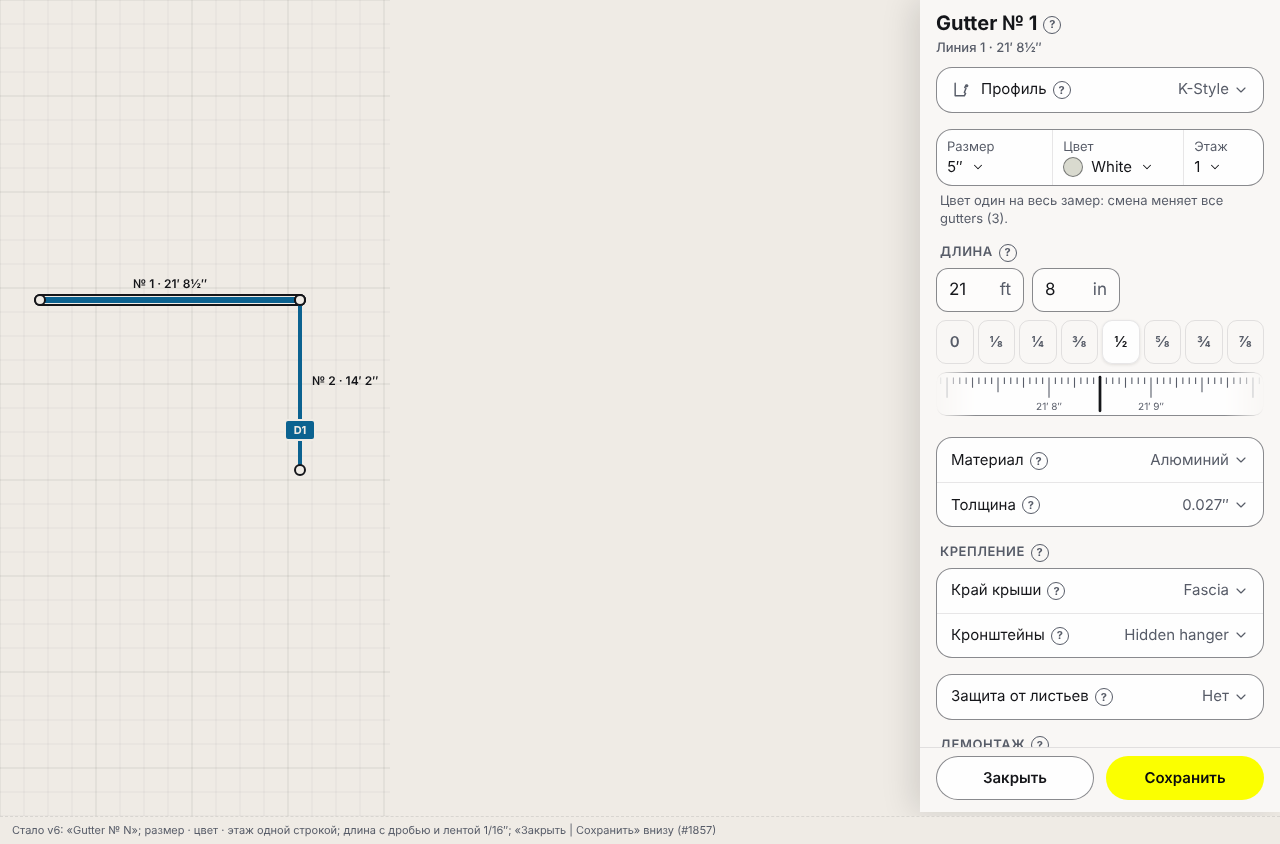 Gutter № 1 ?
Линия 1 · 21′ 8½″
Профиль ? K-Style
Размер Цвет Этаж
5″ White 1
Цвет один на весь замер: смена меняет все
gutters (3).
ДЛИНА ?
21 ft 8 in
0 ⅛ ¼ ⅜ ½ ⅝ ¾ ⅞
21′ 8″ 21′ 9″
Материал ? Алюминий
Толщина ? 0.027″
КРЕПЛЕНИЕ ?
Край крыши ? Fascia
Кронштейны ? Hidden hanger
Защита от листьев ? Нет
ДЕМОНТАЖ ?
Закрыть Сохранить
№ 1 · 21′ 8½″
№ 2 · 14′ 2″
D1
Стало v6: «Gutter № N»; размер · цвет · этаж одной строкой; длина с дробью и лентой 1/16″; «Закрыть | Сохранить» внизу (#1857)